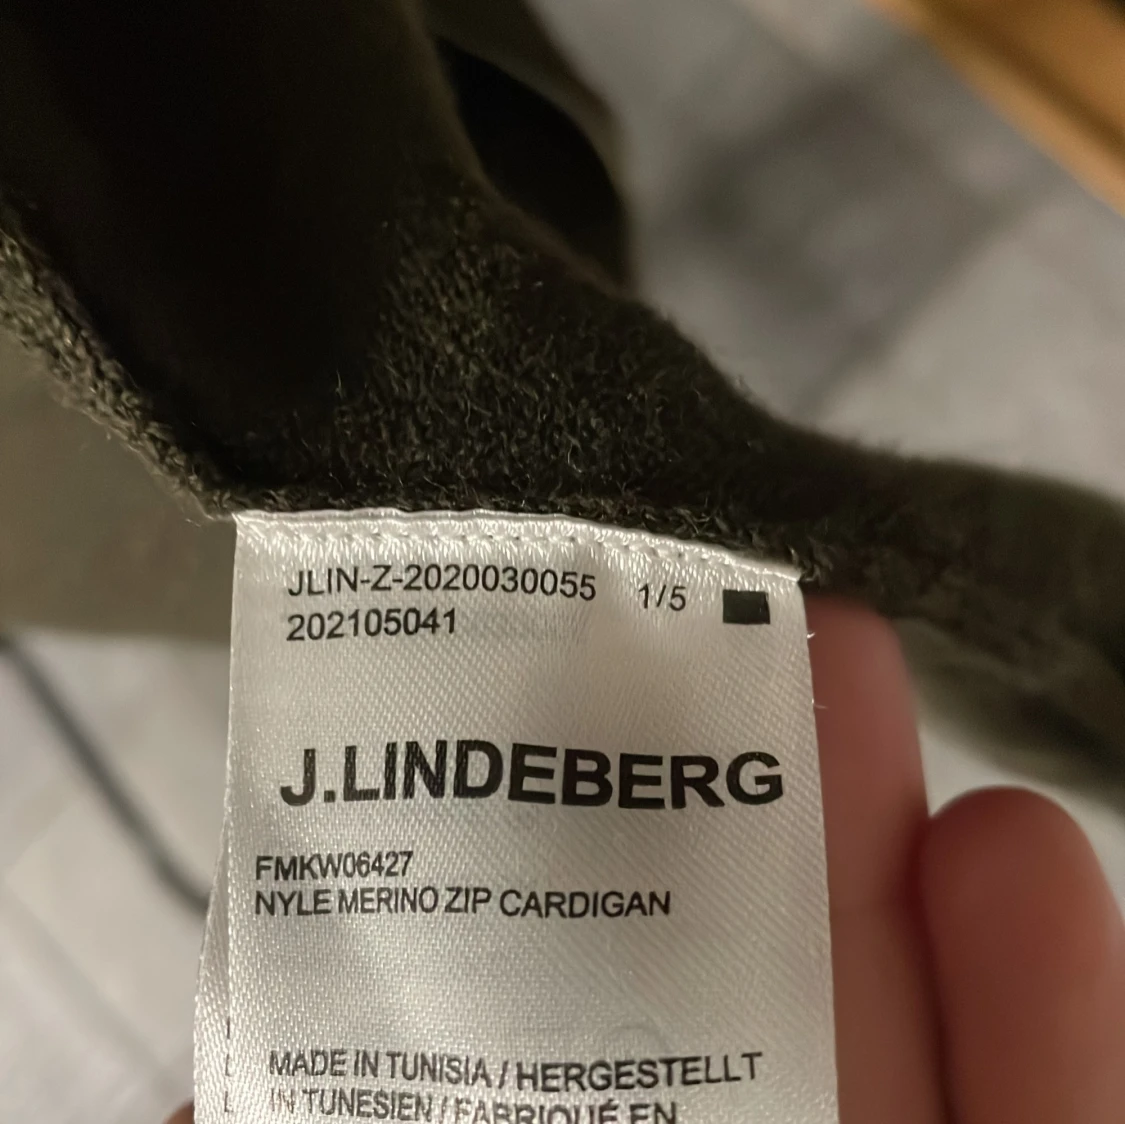 JLIN-Z-2020030055 1/5
202105041
J.LINDEBERG
FMKW06427
NYLE MERINO ZIP CARDIGAN
MADE IN TUNISIA / HERGESTELLT
IN TUNESIEN / FABRIQUÉ EN